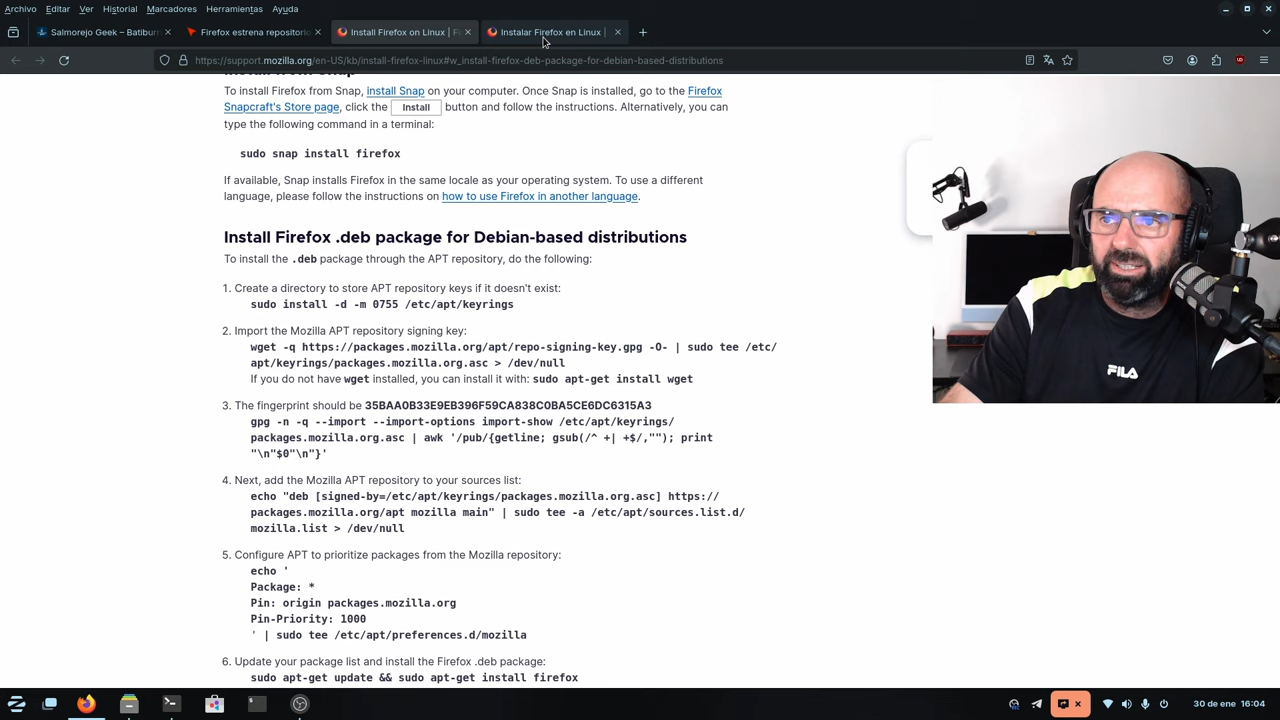 Archivo Editar Ver Historial Marcadores Herramientas Ayuda
Salmorejo Geek – Batibur
Firefox estrena repositorio
Install Firefox on Linux | F
Instalar Firefox en Linux |
https://support.mozilla.org/en-US/kb/install-firefox-linux#w_install-firefox-deb-package-for-debian-based-distributions
To install Firefox from Snap, install Snap on your computer. Once Snap is installed, go to the Firefox
Snapcraft's Store page, click the Install button and follow the instructions. Alternatively, you can
type the following command in a terminal:
sudo snap install firefox
If available, Snap installs Firefox in the same locale as your operating system. To use a different
language, please follow the instructions on how to use Firefox in another language.
Install Firefox .deb package for Debian-based distributions
To install the .deb package through the APT repository, do the following:
1. Create a directory to store APT repository keys if it doesn't exist:
sudo install -d -m 0755 /etc/apt/keyrings
2. Import the Mozilla APT repository signing key:
wget -q https://packages.mozilla.org/apt/repo-signing-key.gpg -O- | sudo tee /etc/
apt/keyrings/packages.mozilla.org.asc > /dev/null
If you do not have wget installed, you can install it with: sudo apt-get install wget
3. The fingerprint should be 35BAA0B33E9EB396F59CA838C0BA5CE6DC6315A3
gpg -n -q --import --import-options import-show /etc/apt/keyrings/
packages.mozilla.org.asc | awk '/pub/{getline; gsub(/^ +| +$/,""); print
"\n"$0"\n"}'
4. Next, add the Mozilla APT repository to your sources list:
echo "deb [signed-by=/etc/apt/keyrings/packages.mozilla.org.asc] https://
packages.mozilla.org/apt mozilla main" | sudo tee -a /etc/apt/sources.list.d/
mozilla.list > /dev/null
5. Configure APT to prioritize packages from the Mozilla repository:
echo '
Package: *
Pin: origin packages.mozilla.org
Pin-Priority: 1000
' | sudo tee /etc/apt/preferences.d/mozilla
6. Update your package list and install the Firefox .deb package:
sudo apt-get update && sudo apt-get install firefox
FILA
30 de ene 16:04